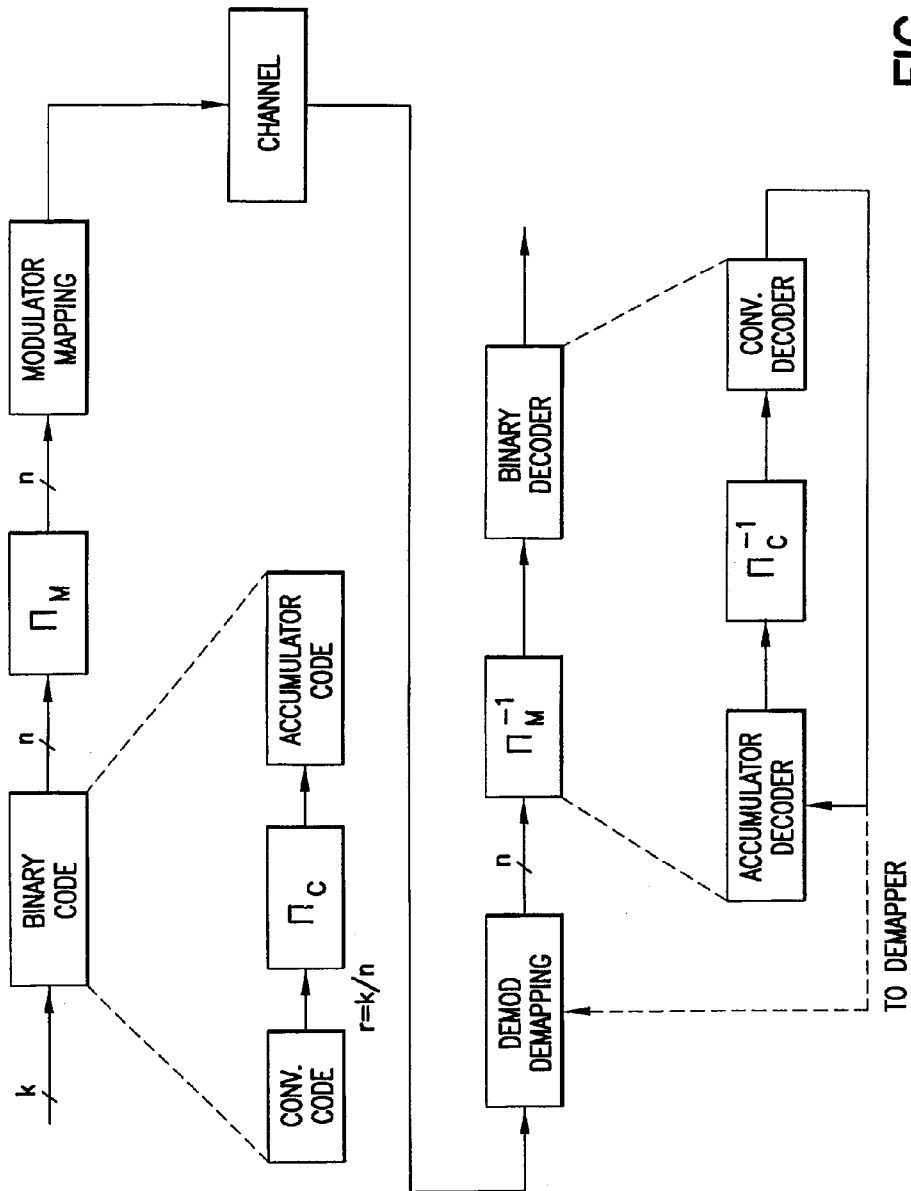 k
BINARY
CODE
n
Π_M
n
MODULATOR
MAPPING
CHANNEL
CONV.
CODE
r=k/n
Π_C
ACCUMULATOR
CODE
DEMOD
DEMAPPING
n
Π_M^-1
BINARY
DECODER
ACCUMULATOR
DECODER
Π_C^-1
CONV.
DECODER
TO DEMAPPER